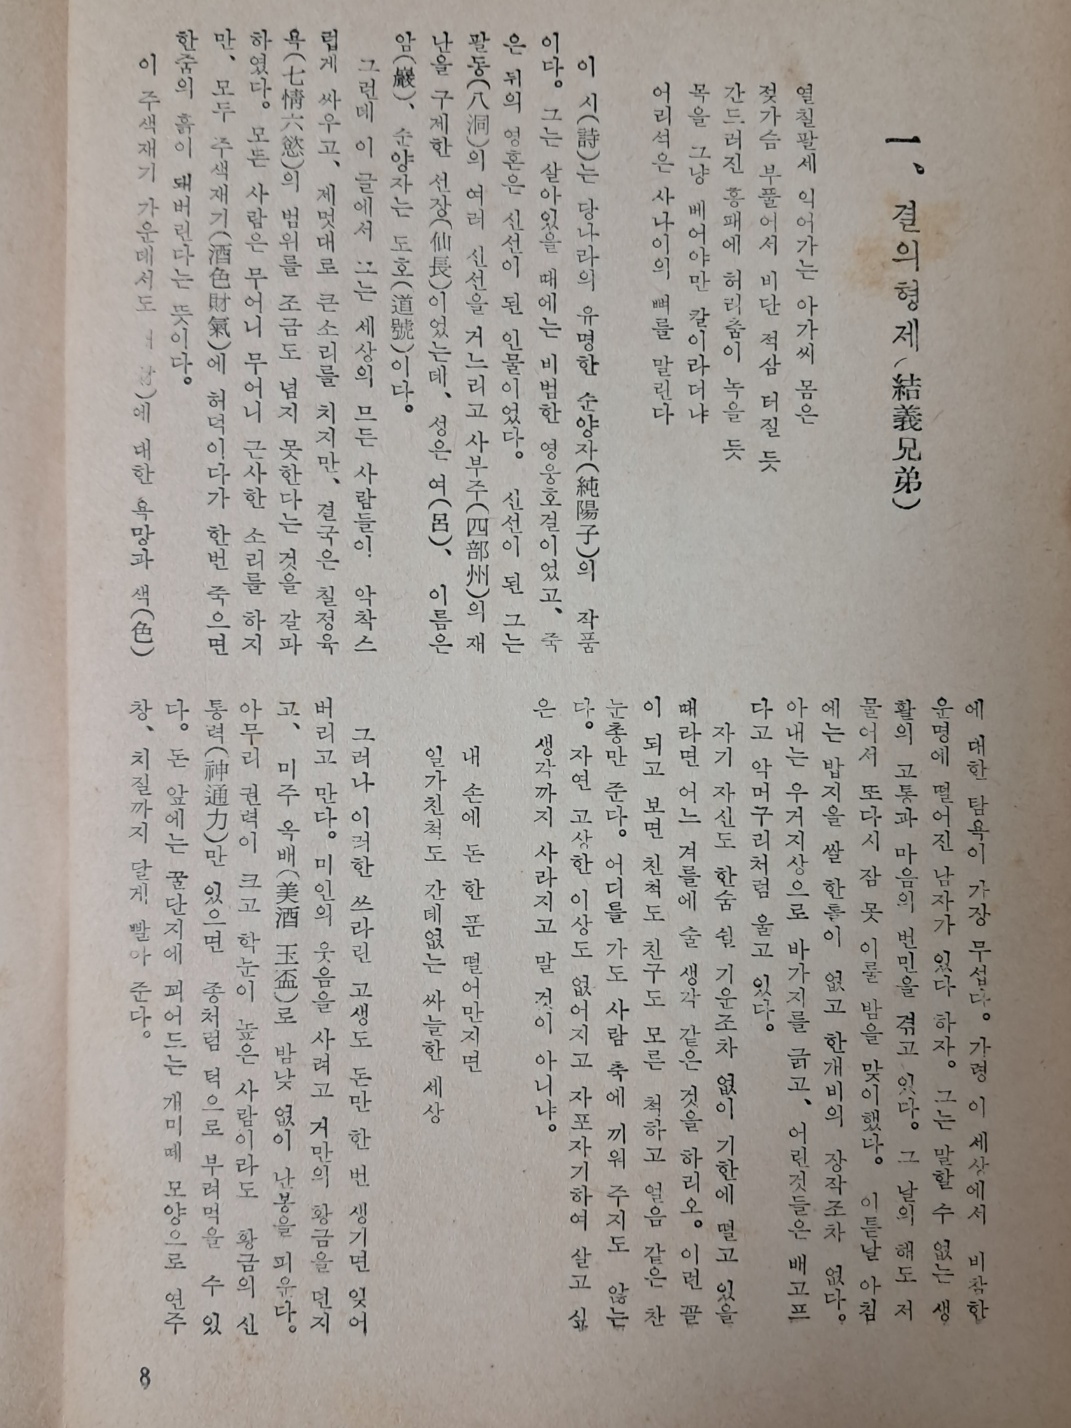 一、결의형제(結義兄弟)
열칠팔세 익어가는 아가씨 몸은
젖가슴 부풀어서 비단 적삼 터질 듯
간드러진 홍패에 허리춤이 녹을 듯
목을 그냥 베어야만 칼이라더냐
어리석은 사나이의 뼈를 말린다
이 시(詩)는 당나라의 유명한 순양자(純陽子)의 작품
이다。 그는 살아있을 때에는 비범한 영웅호걸이었고、 죽
은 뒤의 영혼은 신선이 된 인물이었다。 신선이 된 그는
팔동(八洞)의 여러 신선을 거느리고 사부주(四部州)의 재
난을 구제한 선장(仙長)이었는데、 성은 여(呂)、 이름은
암(巖)、 순양자는 도호(道號)이다。
그런데 이 글에서 그는 세상의 모든 사람들이 악착스
럽게 싸우고、 제멋대로 큰소리를 치지만、 결국은 칠정육
욕(七情六慾)의 범위를 조금도 넘지 못한다는 것을 갈파
하였다。 모든 사람은 무어니 무어니 근사한 소리를 하지
만、 모두 주색재기(酒色財氣)에 허덕이다가 한번 죽으면
한줌의 흙이 돼버린다는 뜻이다。
이 주색재기 가운데서도 에 대한 욕망과 색(色)
에 대한 탐욕이 가장 무섭다。 가령 이 세상에서 비참한
운명에 떨어진 남자가 있다 하자。 그는 말할 수 없는 생
활의 고통과 마음의 번민을 겪고 있다。 그 날의 해도 저
물어서 또다시 잠 못 이룰 밤을 맞이했다。 이튿날 아침
에는 밥지을 쌀 한톨이 없고 한개비의 장작조차 없다。
아내는 우거지상으로 바가지를 긁고、 어린것들은 배고프
다고 악머구리처럼 울고 있다。
자기 자신도 한숨 쉴 기운조차 없이 기한에 떨고 있을
때라면 어느 겨를에 술 생각 같은 것을 하리오。 이런 꼴
이 되고 보면 친척도 친구도 모른 척하고 얼음 같은 찬
눈총만 준다。 어디를 가도 사람 축에 끼워 주지도 않는
다。 자연 고상한 이상도 없어지고 자포자기하여 살고 싶
은 생각까지 사라지고 말 것이 아니냐。
내 손에 돈 한 푼 떨어만지면
일가친척도 간데없는 싸늘한 세상
그러나 이러한 쓰라린 고생도 돈만 한 번 생기면 잊어
버리고 만다。 미인의 웃음을 사려고 거만의 황금을 던지
고、 미주 옥배(美酒 玉盃)로 밤낮 없이 난봉을 피운다。
아무리 권력이 크고 학문이 높은 사람이라도 황금의 신
통력(神通力)만 있으면 종처럼 턱으로 부려먹을 수 있
다。 돈 앞에는 꿀단지에 꾀어드는 개미떼 모양으로 연주
창、 치질까지 달게 빨아 준다。
8